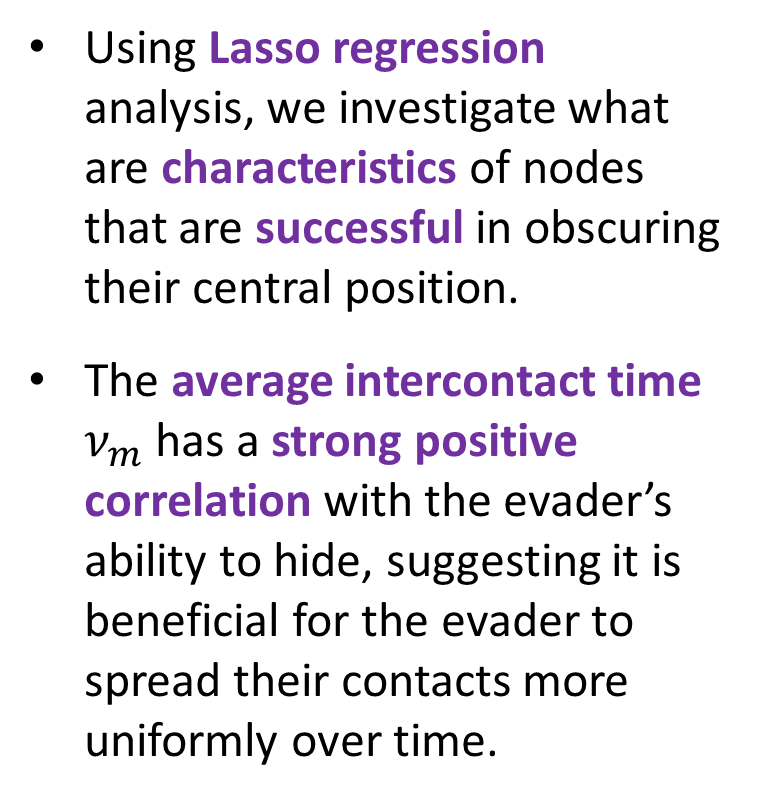 • Using Lasso regression
analysis, we investigate what
are characteristics of nodes
that are successful in obscuring
their central position.
• The average intercontact time
νₘ has a strong positive
correlation with the evader’s
ability to hide, suggesting it is
beneficial for the evader to
spread their contacts more
uniformly over time.